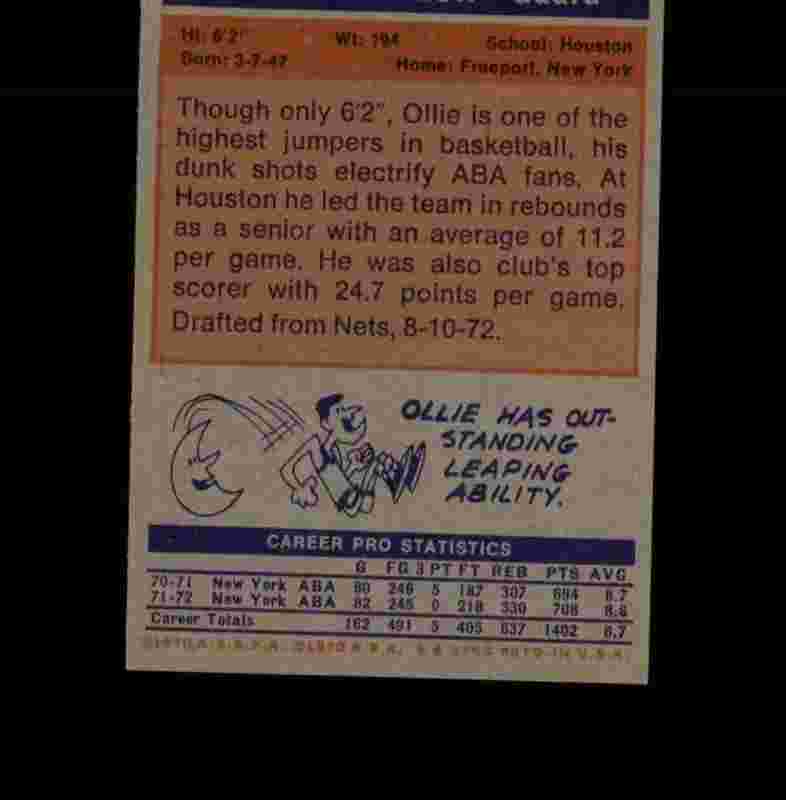 Ht: 6'2" Wt: 194 School: Houston
Born: 3-7-47 Home: Freeport, New York
Though only 6'2", Ollie is one of the
highest jumpers in basketball, his
dunk shots electrify ABA fans. At
Houston he led the team in rebounds
as a senior with an average of 11.2
per game. He was also club's top
scorer with 24.7 points per game.
Drafted from Nets, 8-10-72.
OLLIE HAS OUT-
STANDING
LEAPING
ABILITY.
CAREER PRO STATISTICS
G FG 3PT FT REB PTS AVG.
70-71 New York ABA 80 246 5 187 307 684 8.7
71-72 New York ABA 82 245 0 218 330 708 8.6
Career Totals 162 491 5 405 637 1402 8.7